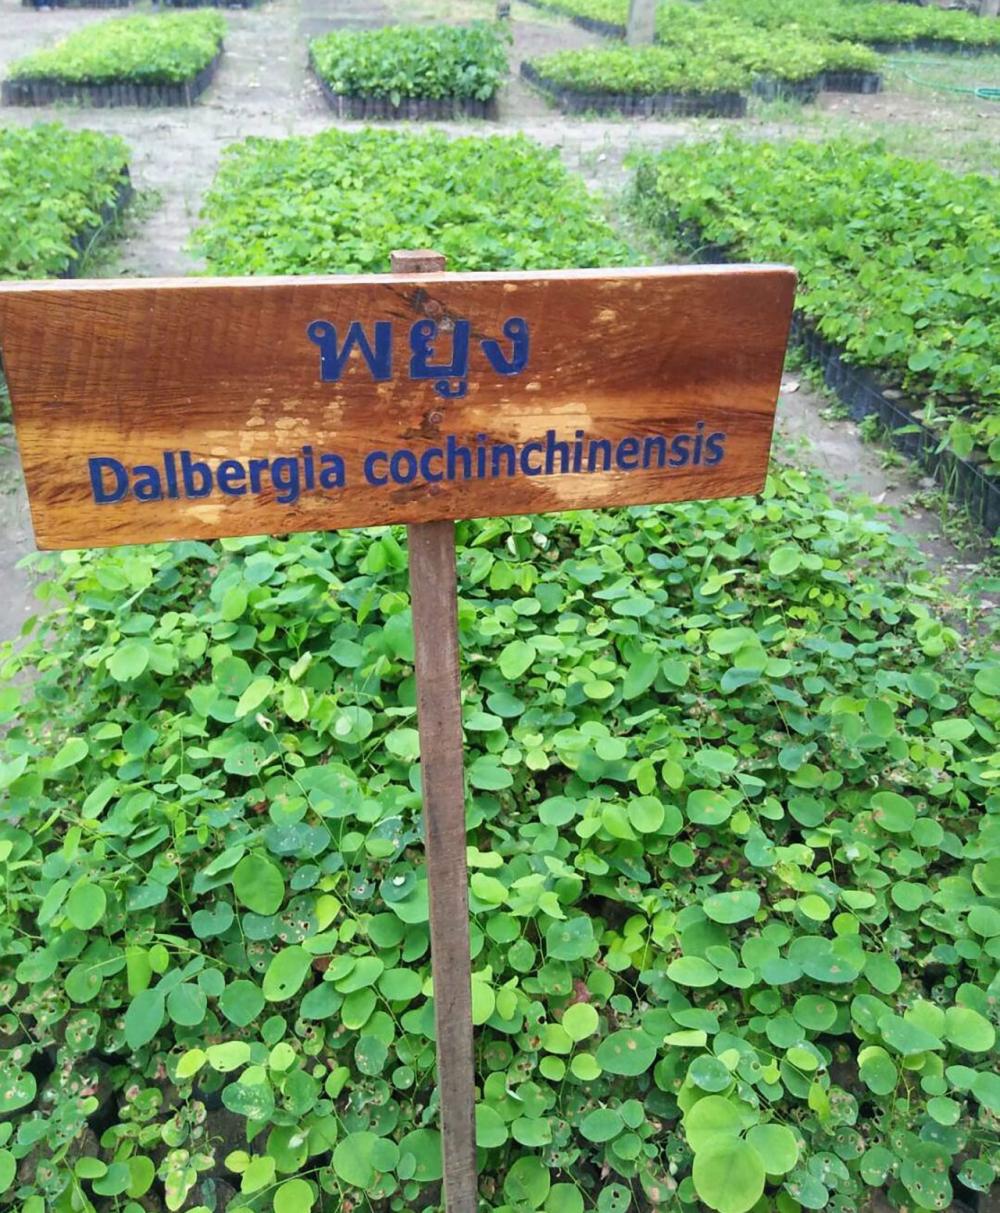 พยูง
Dalbergia cochinchinensis